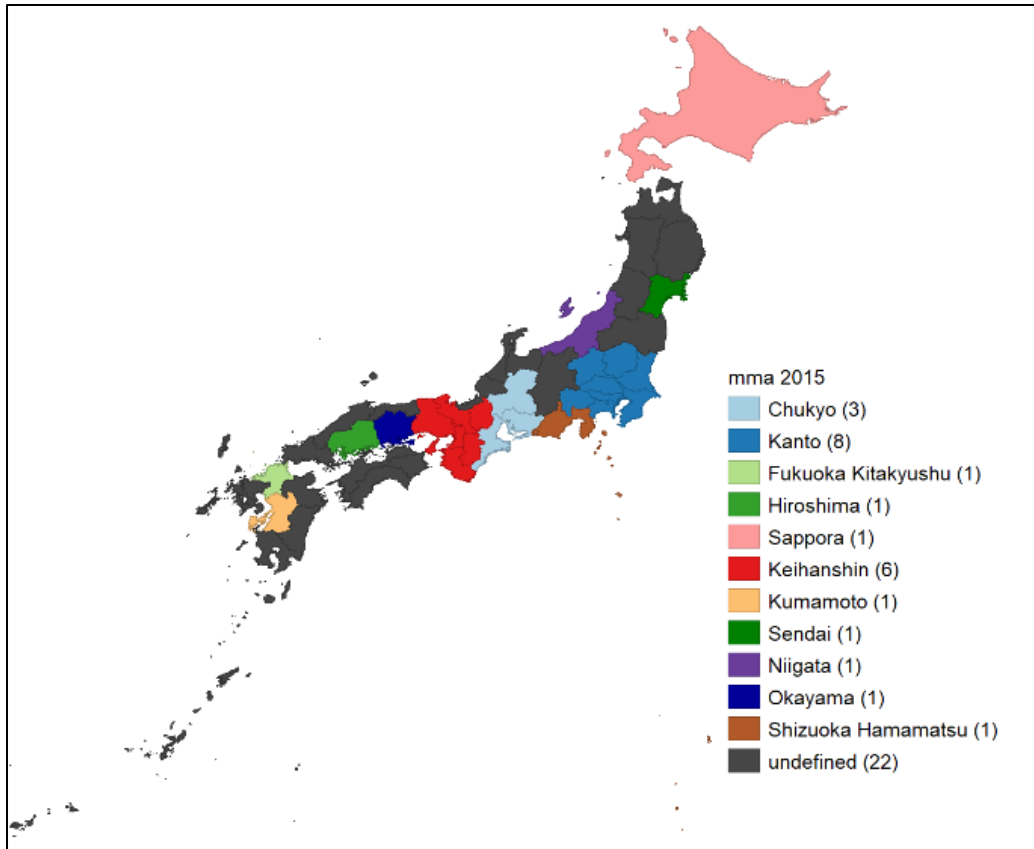 mma 2015
Chukyo (3)
Kanto (8)
Fukuoka Kitakyushu (1)
Hiroshima (1)
Sappora (1)
Keihanshin (6)
Kumamoto (1)
Sendai (1)
Niigata (1)
Okayama (1)
Shizuoka Hamamatsu (1)
undefined (22)